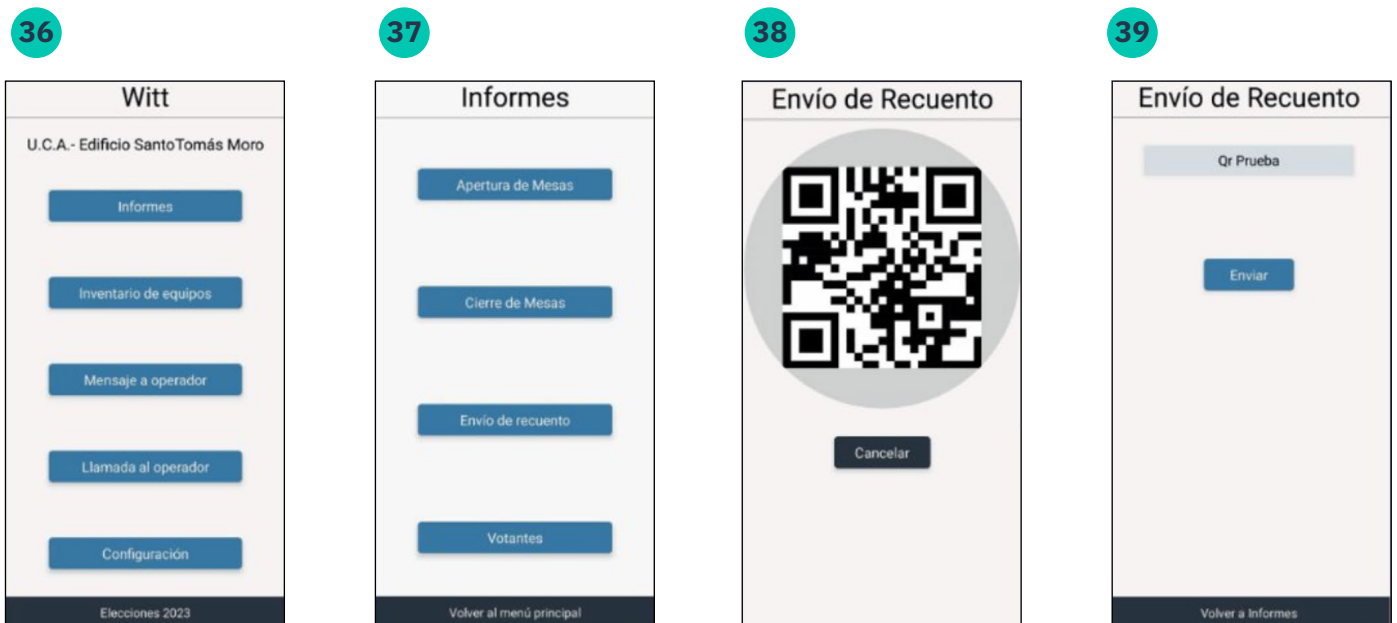 36
Witt
U.C.A.- Edificio SantoTomás Moro
Informes
Inventario de equipos
Mensaje a operador
Llamada al operador
Configuración
Elecciones 2023
37
Informes
Apertura de Mesas
Cierre de Mesas
Envío de recuento
Votantes
Volver al menú principal
38
Envío de Recuento
Cancelar
39
Envío de Recuento
Qr Prueba
Enviar
Volver a Informes